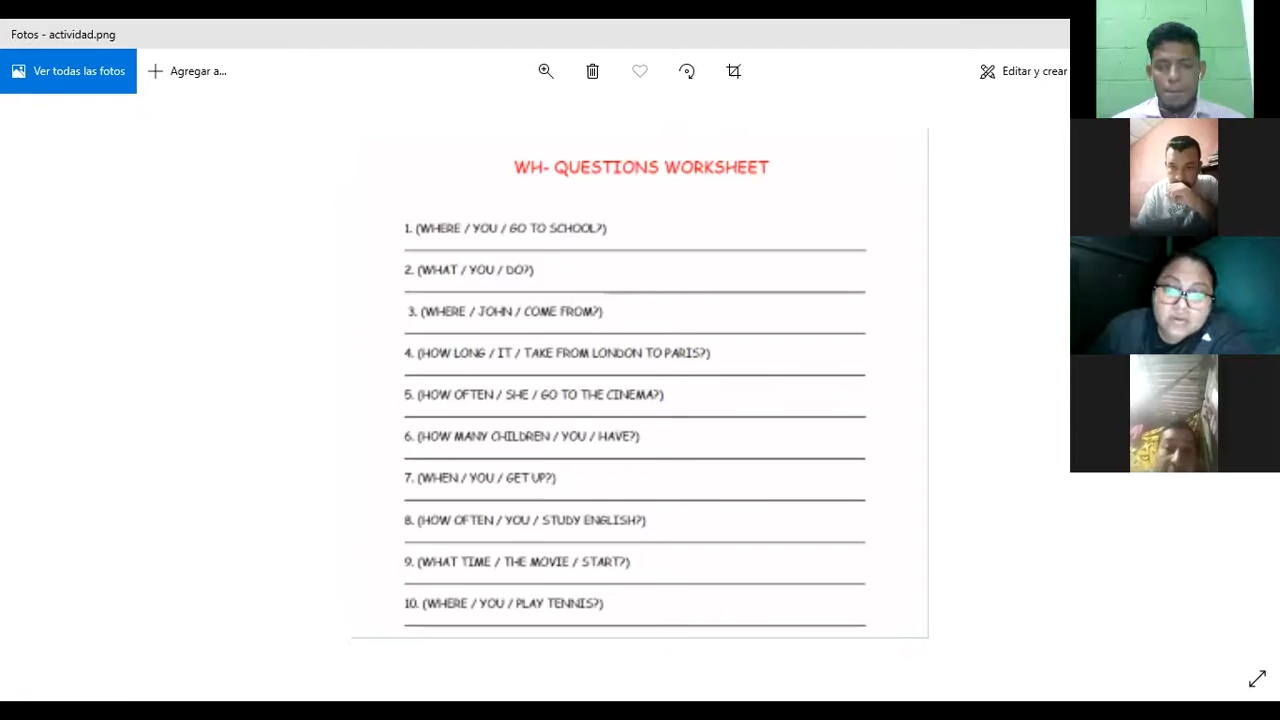 Fotos - actividad.png
Ver todas las fotos
Agregar a...
Editar y crear
WH- QUESTIONS WORKSHEET
1. (WHERE / YOU / GO TO SCHOOL?)
2. (WHAT / YOU / DO?)
3. (WHERE / JOHN / COME FROM?)
4. (HOW LONG / IT / TAKE FROM LONDON TO PARIS?)
5. (HOW OFTEN / SHE / GO TO THE CINEMA?)
6. (HOW MANY CHILDREN / YOU / HAVE?)
7. (WHEN / YOU / GET UP?)
8. (HOW OFTEN / YOU / STUDY ENGLISH?)
9. (WHAT TIME / THE MOVIE / START?)
10. (WHERE / YOU / PLAY TENNIS?)